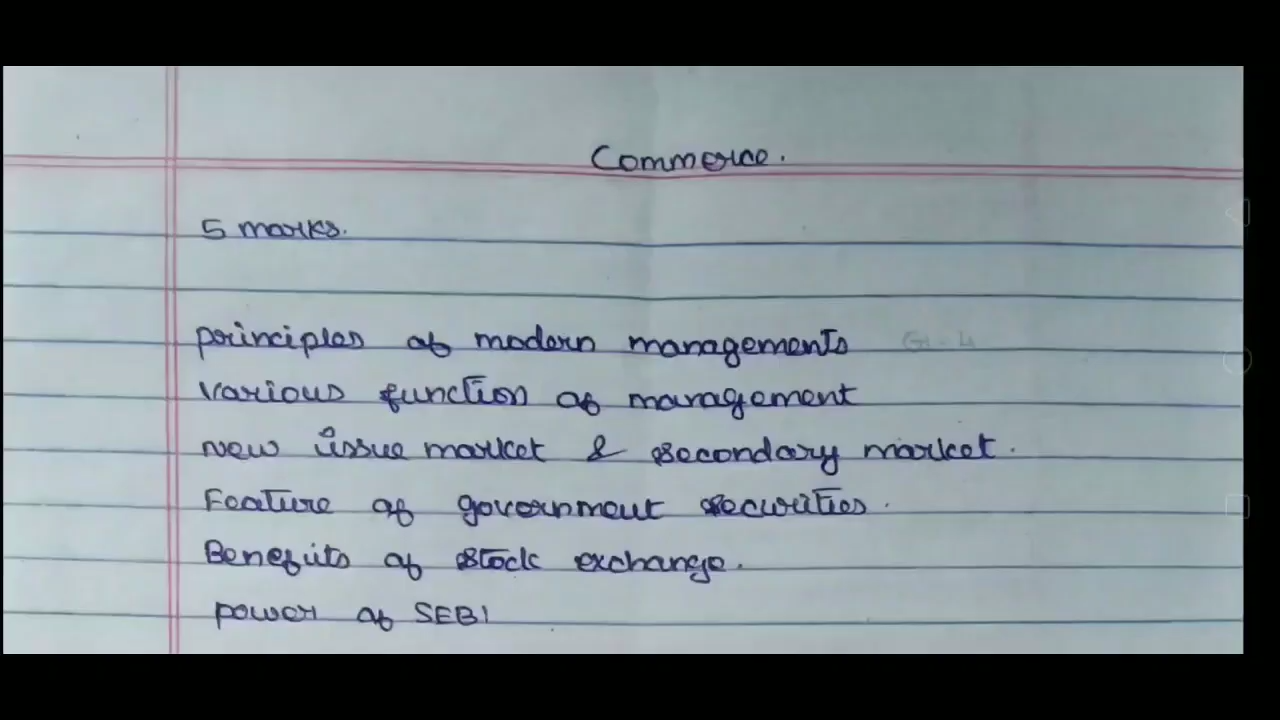 Commerce.
5 marks.
principles of modern managements
various function of management
New issue market & secondary market.
Feature of government securities.
Benefits of stock exchange.
power of SEBI